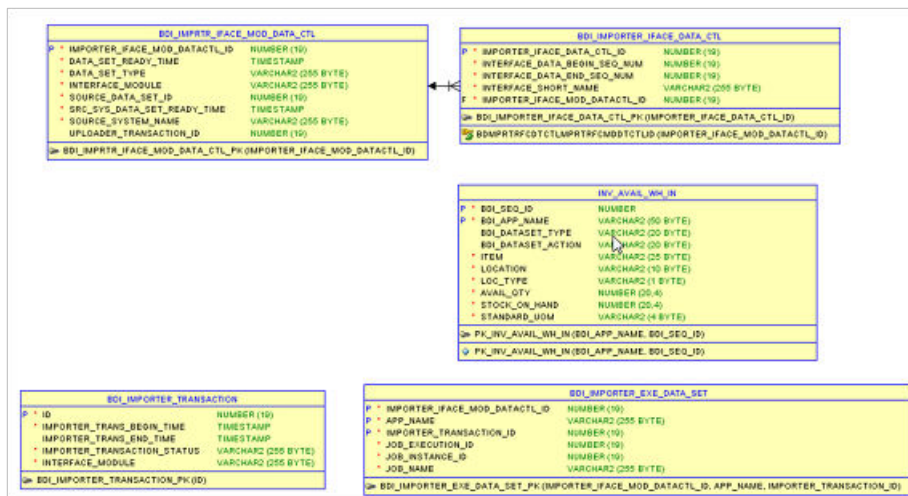 BDI_IMPRTR_IFACE_MOD_DATA_CTL
P * IMPORTER_IFACE_MOD_DATACTL_ID NUMBER (19)
* DATA_SET_READY_TIME TIMESTAMP
* DATA_SET_TYPE VARCHAR2 (255 BYTE)
* INTERFACE_MODULE VARCHAR2 (255 BYTE)
* SOURCE_DATA_SET_ID NUMBER (19)
* SRC_SYS_DATA_SET_READY_TIME TIMESTAMP
* SOURCE_SYSTEM_NAME VARCHAR2 (255 BYTE)
UPLOADER_TRANSACTION_ID NUMBER (19)
BDI_IMPRTR_IFACE_MOD_DATA_CTL_PK (IMPORTER_IFACE_MOD_DATACTL_ID)
BDI_IMPORTER_IFACE_DATA_CTL
P * IMPORTER_IFACE_DATA_CTL_ID NUMBER (19)
* INTERFACE_DATA_BEGIN_SEQ_NUM NUMBER (19)
* INTERFACE_DATA_END_SEQ_NUM NUMBER (19)
* INTERFACE_SHORT_NAME VARCHAR2 (255 BYTE)
F * IMPORTER_IFACE_MOD_DATACTL_ID NUMBER (19)
BDI_IMPORTER_IFACE_DATA_CTL_PK (IMPORTER_IFACE_DATA_CTL_ID)
(IMPORTER_IFACE_MOD_DATACTL_ID)
INV_AVAIL_WH_IN
P * BDI_SEQ_ID NUMBER
P * BDI_APP_NAME VARCHAR2 (50 BYTE)
BDI_DATASET_TYPE VARCHAR2 (20 BYTE)
BDI_DATASET_ACTION VARCHAR2 (20 BYTE)
* ITEM VARCHAR2 (25 BYTE)
* LOCATION VARCHAR2 (10 BYTE)
* LOC_TYPE VARCHAR2 (1 BYTE)
* AVAIL_QTY NUMBER (20,4)
* STOCK_ON_HAND NUMBER (20,4)
* STANDARD_UOM VARCHAR2 (4 BYTE)
PK_INV_AVAIL_WH_IN (BDI_APP_NAME, BDI_SEQ_ID)
PK_INV_AVAIL_WH_IN (BDI_APP_NAME, BDI_SEQ_ID)
BDI_IMPORTER_TRANSACTION
P * ID NUMBER (19)
* IMPORTER_TRANS_BEGIN_TIME TIMESTAMP
IMPORTER_TRANS_END_TIME TIMESTAMP
* IMPORTER_TRANSACTION_STATUS VARCHAR2 (255 BYTE)
* INTERFACE_MODULE VARCHAR2 (255 BYTE)
BDI_IMPORTER_TRANSACTION_PK (ID)
BDI_IMPORTER_EXE_DATA_SET
P * IMPORTER_IFACE_MOD_DATACTL_ID NUMBER (19)
P * APP_NAME VARCHAR2 (255 BYTE)
P * IMPORTER_TRANSACTION_ID NUMBER (19)
* JOB_EXECUTION_ID NUMBER (19)
* JOB_INSTANCE_ID NUMBER (19)
* JOB_NAME VARCHAR2 (255 BYTE)
BDI_IMPORTER_EXE_DATA_SET_PK (IMPORTER_IFACE_MOD_DATACTL_ID, APP_NAME, IMPORTER_TRANSACTION_ID)